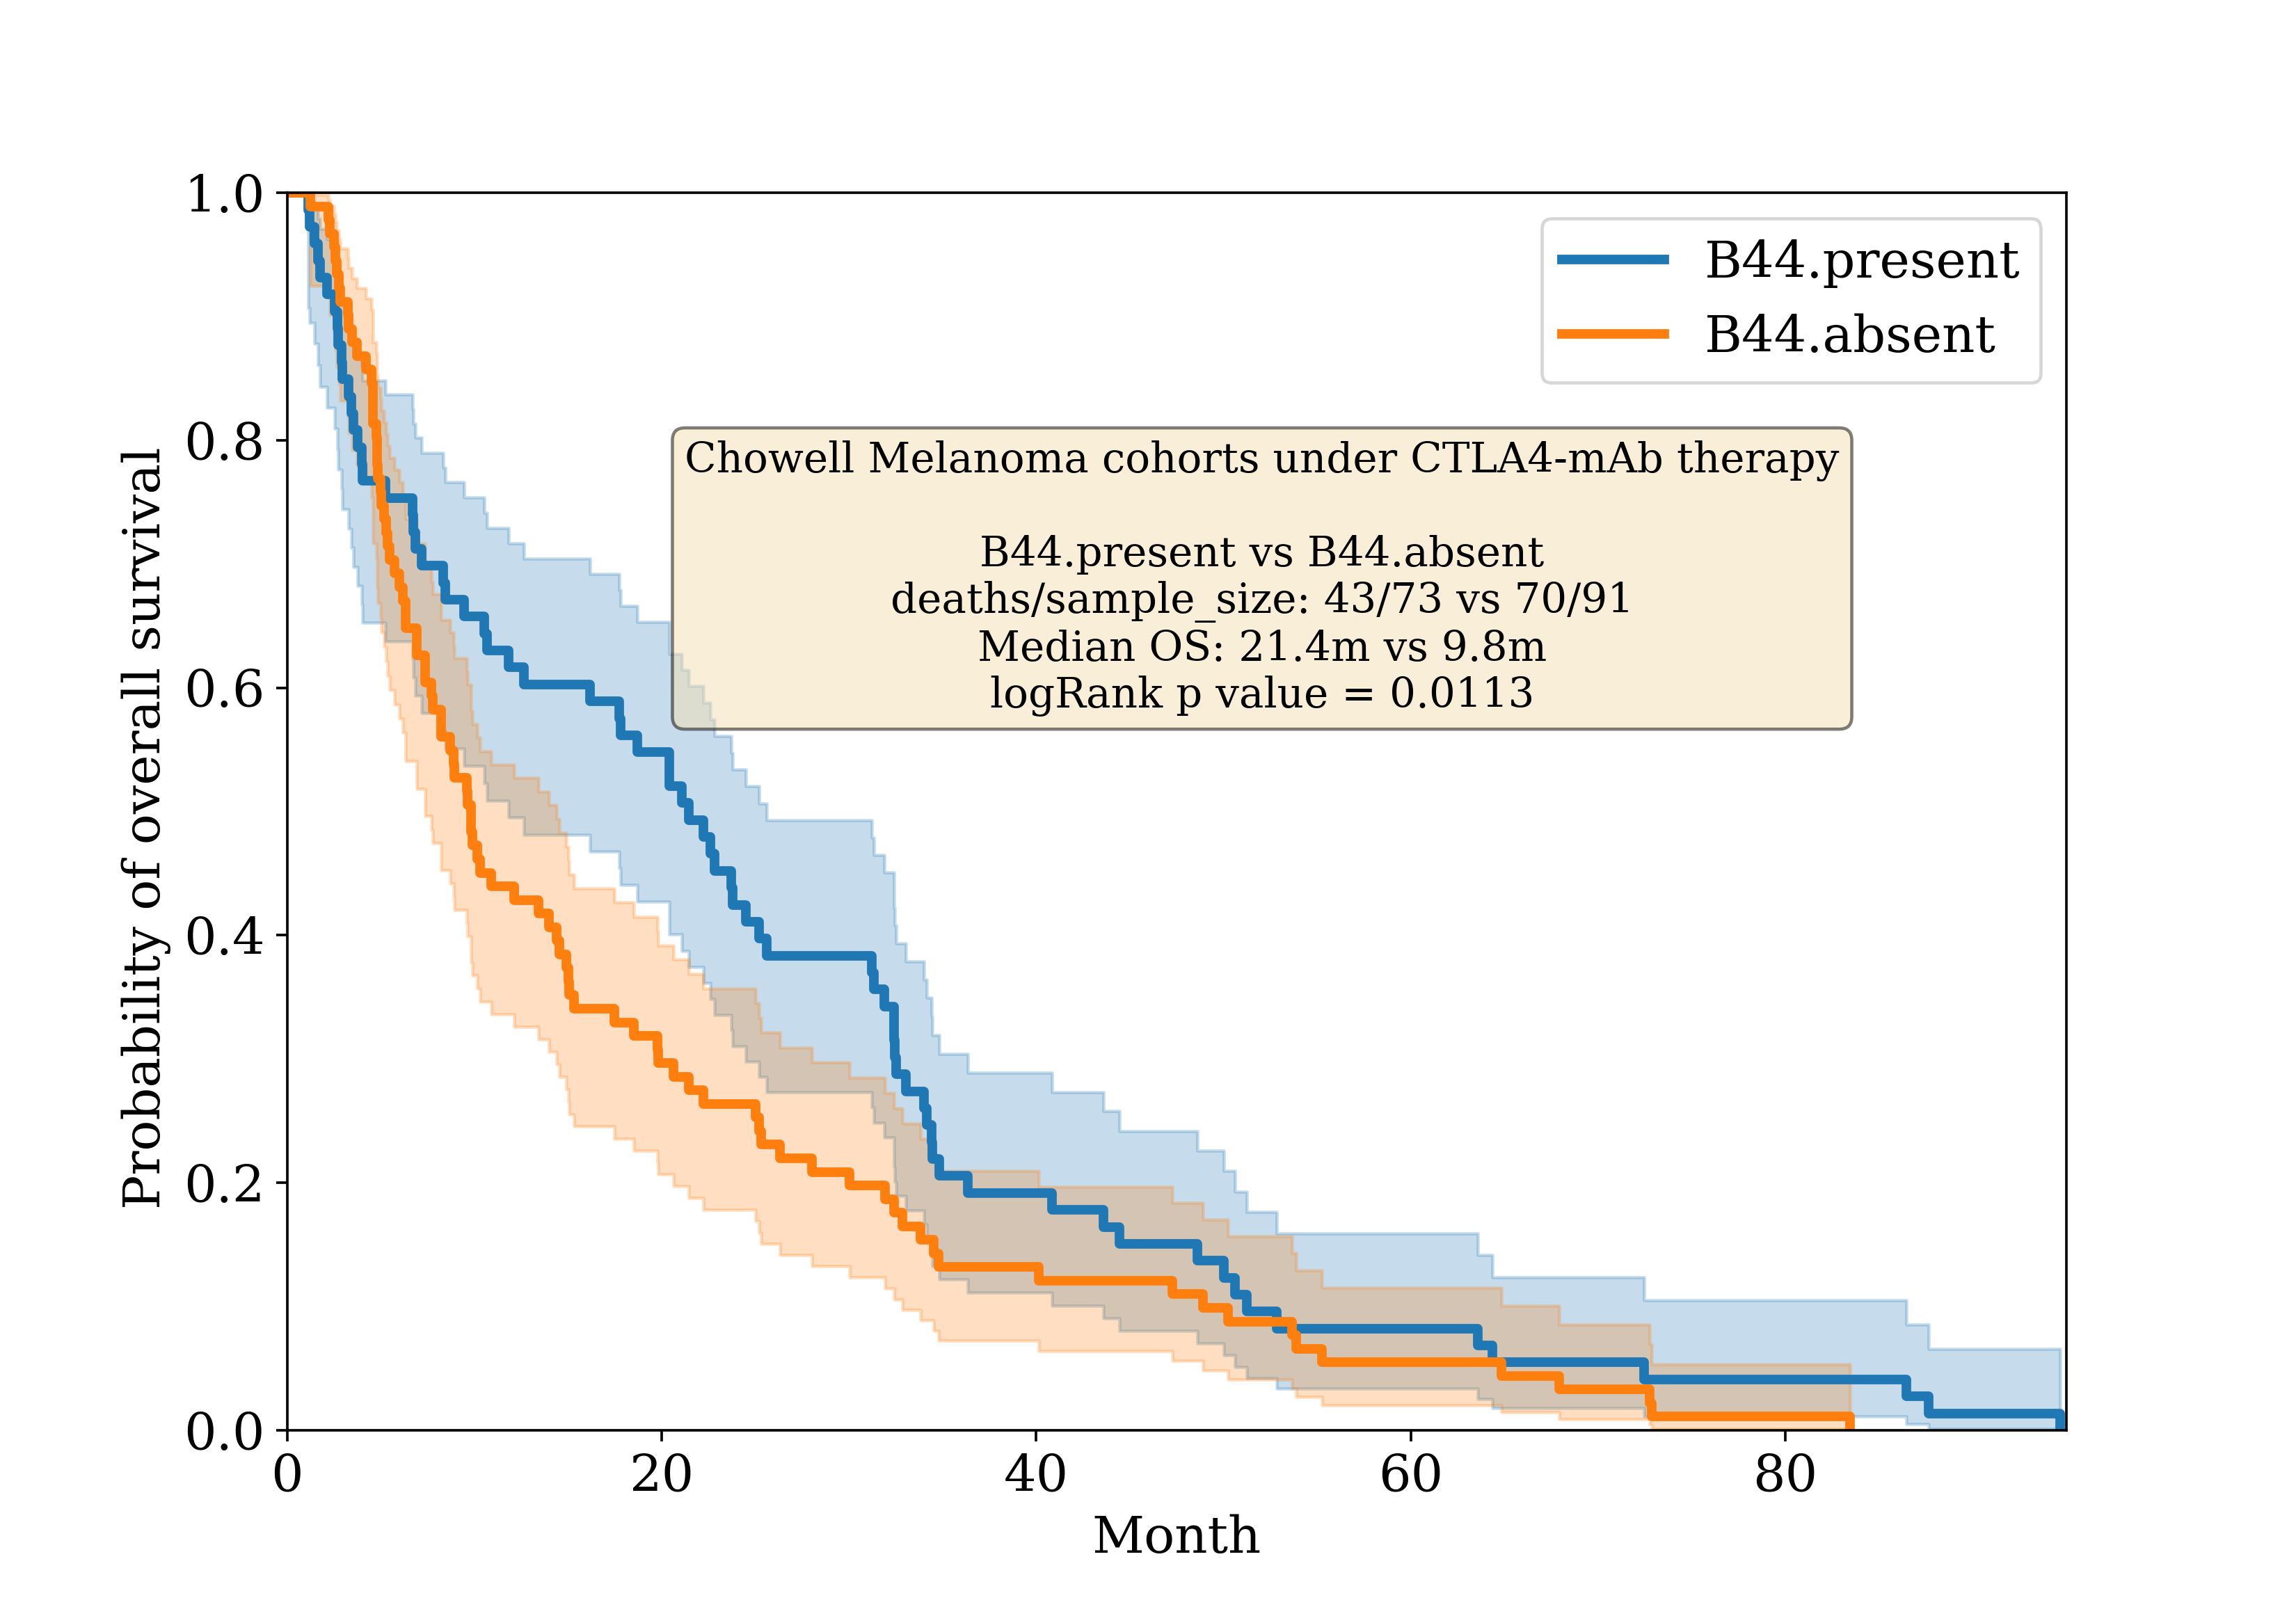 B44.present
B44.absent
Chowell Melanoma cohorts under CTLA4-mAb therapy
B44.present vs B44.absent
deaths/sample_size: 43/73 vs 70/91
Median OS: 21.4m vs 9.8m
logRank p value = 0.0113
Probability of overall survival
1.0
0.8
0.6
0.4
0.2
0.0
0 20 40 60 80
Month